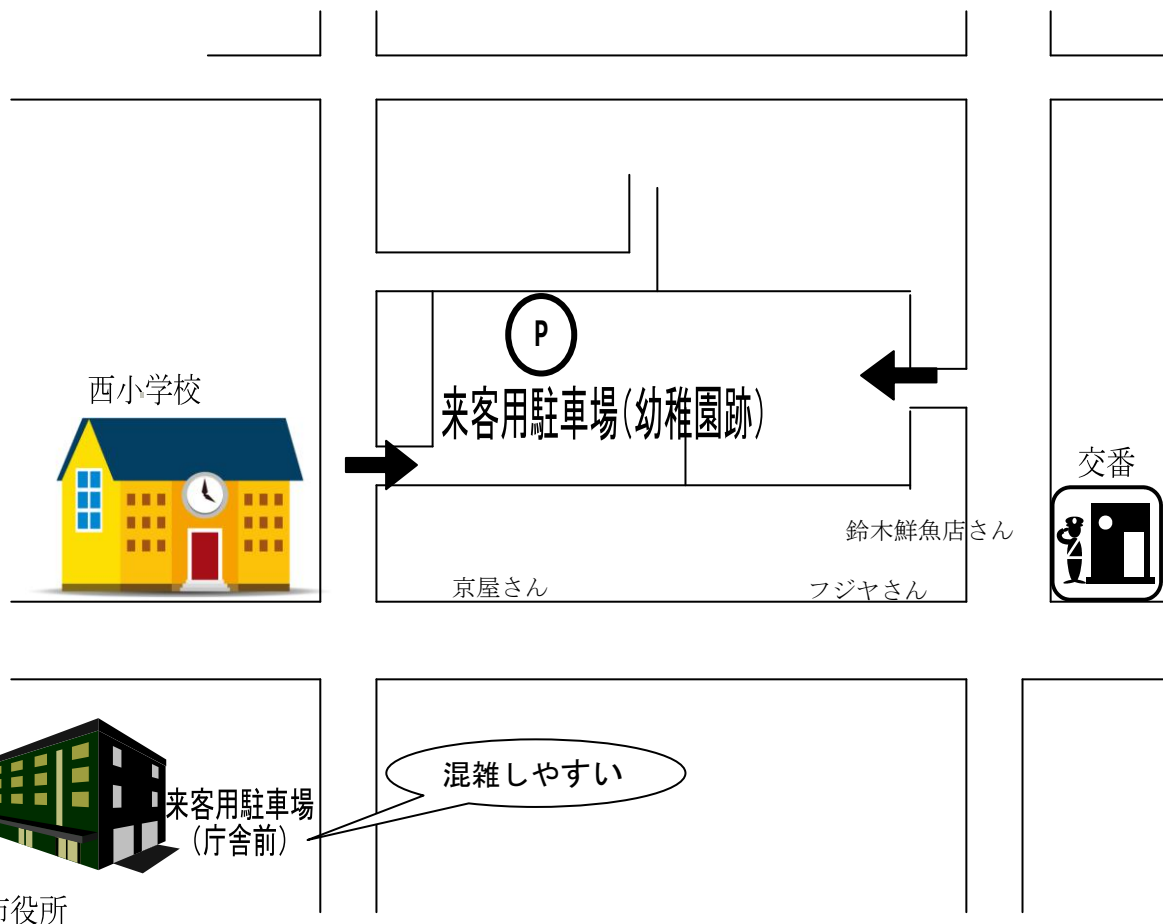 P
来客用駐車場(幼稚園跡)
西小学校
交番
鈴木鮮魚店さん
京屋さん
フジヤさん
混雑しやすい
来客用駐車場
(庁舎前)
市役所